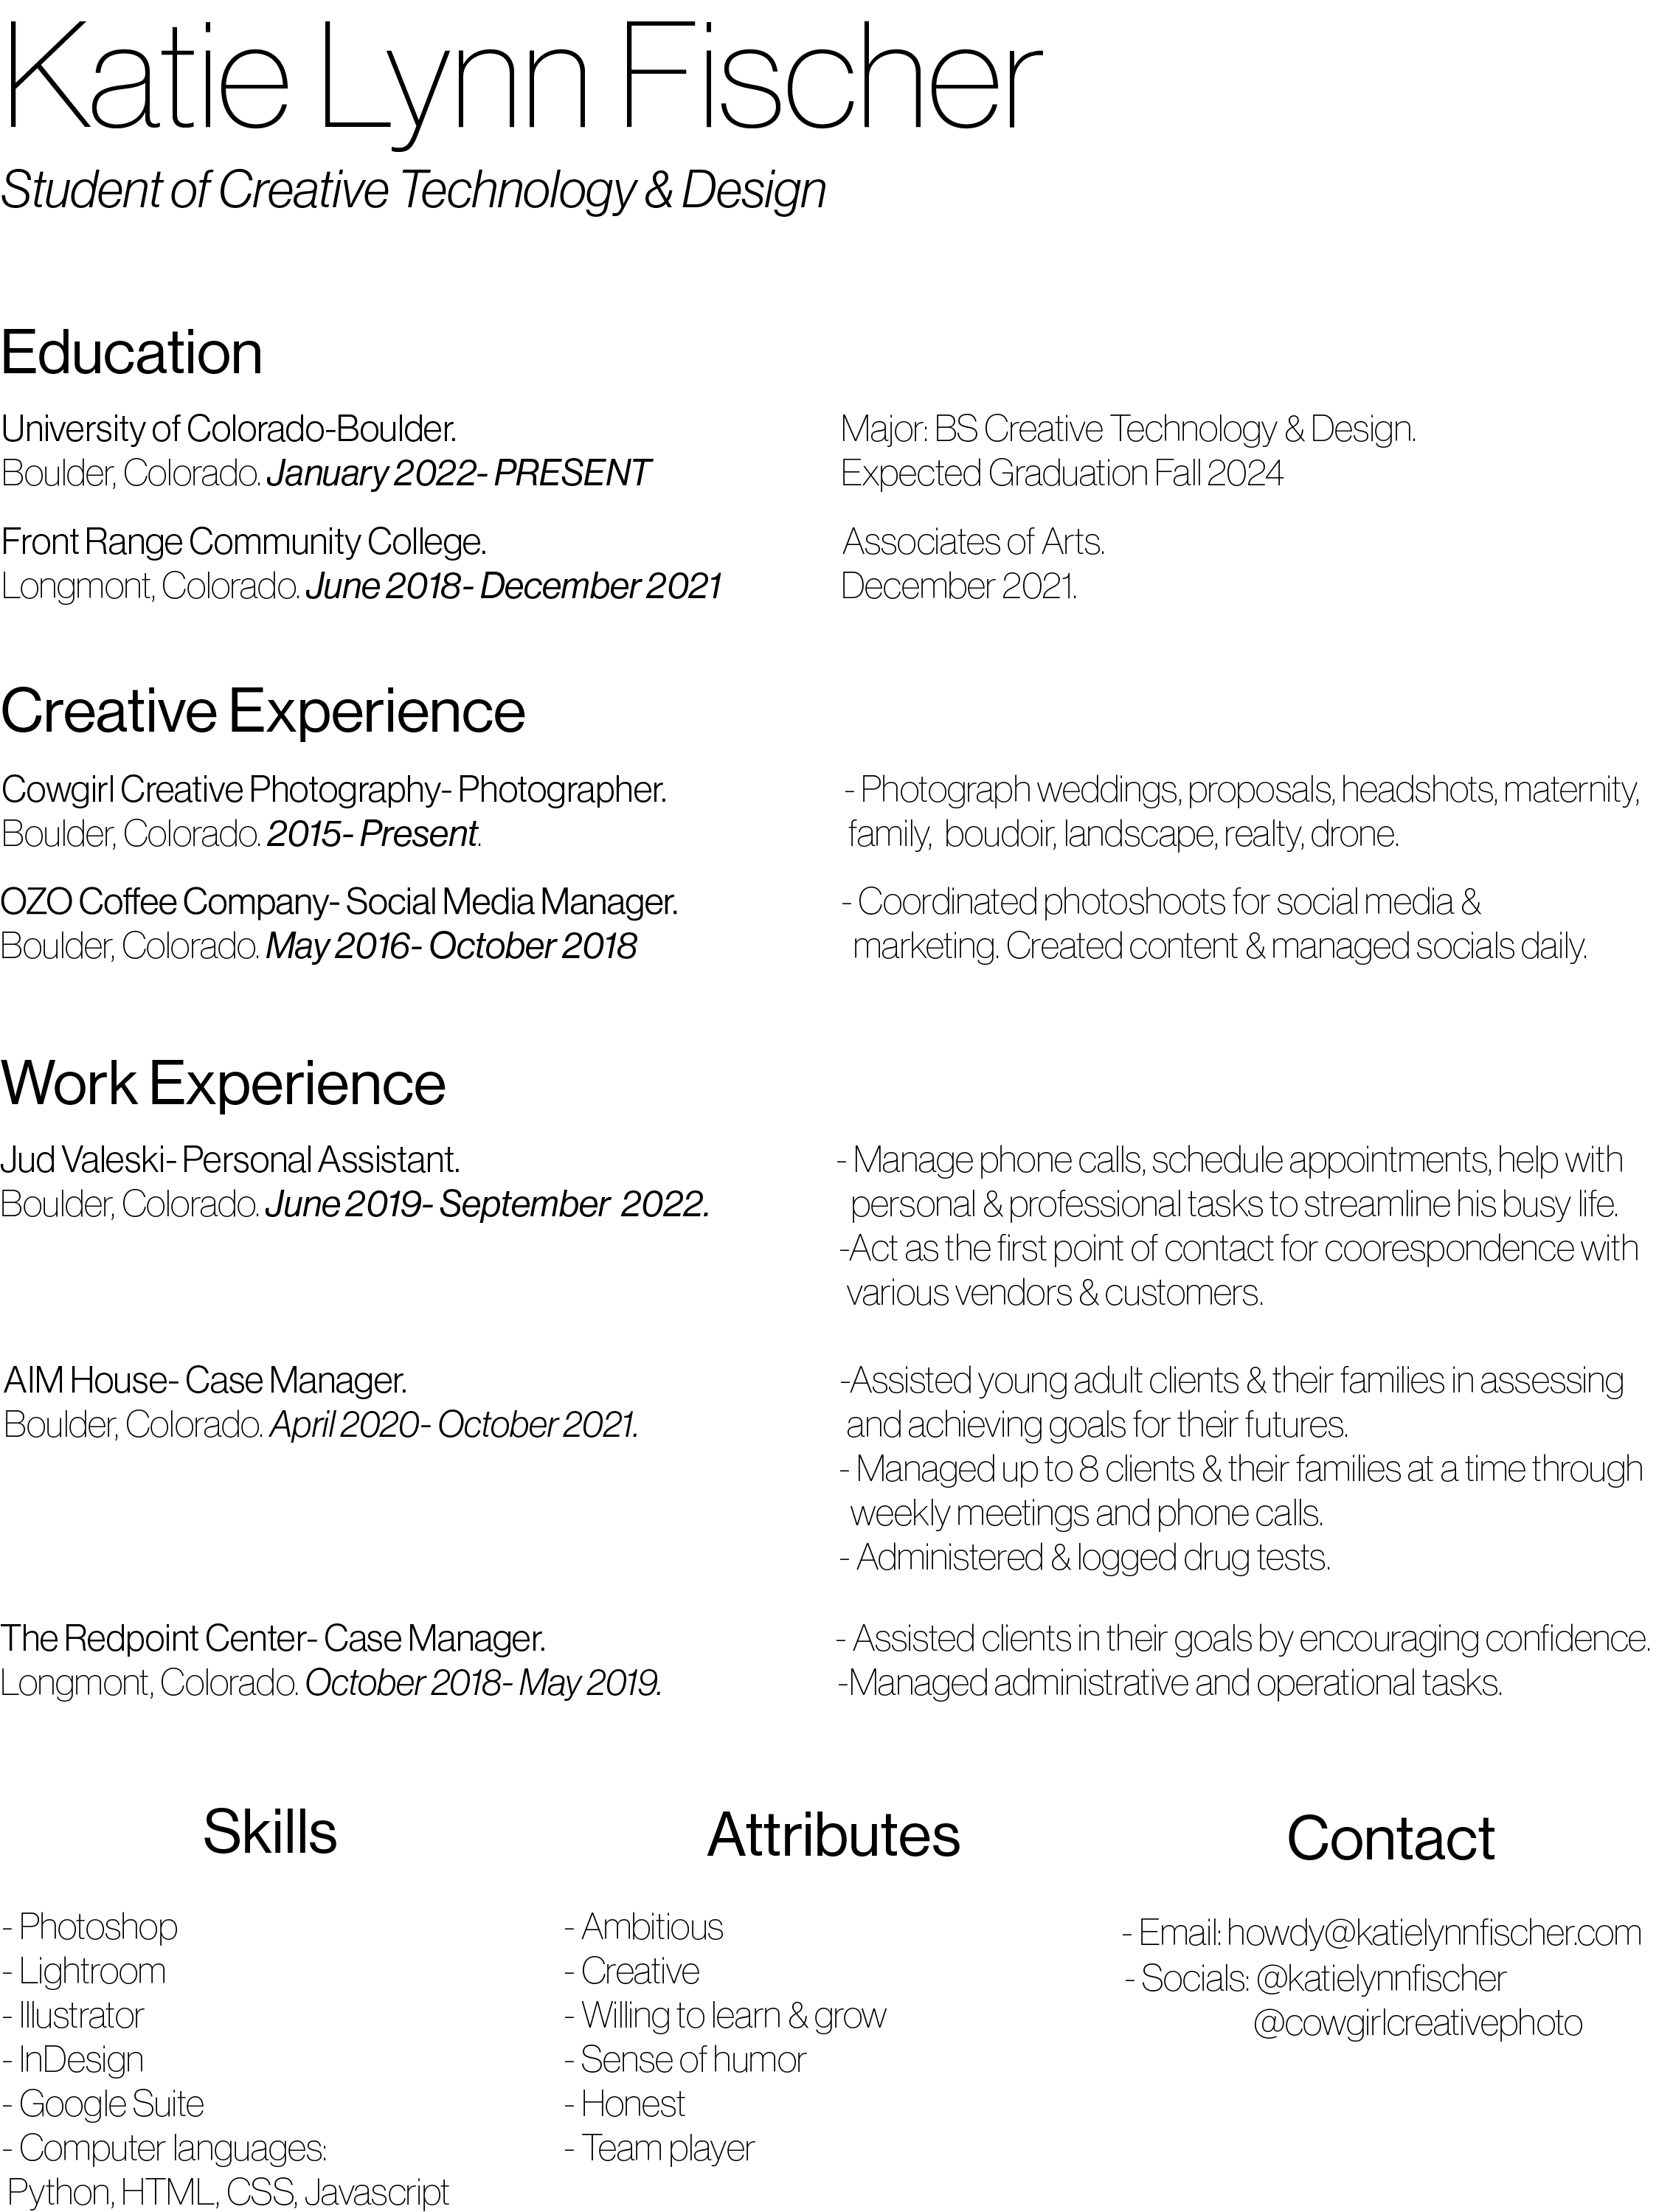 Katie Lynn Fischer
Student of Creative Technology & Design
Education
University of Colorado-Boulder.
Boulder, Colorado. January 2022- PRESENT
Major: BS Creative Technology & Design.
Expected Graduation Fall 2024
Front Range Community College.
Longmont, Colorado. June 2018- December 2021
Associates of Arts.
December 2021.
Creative Experience
Cowgirl Creative Photography- Photographer.
Boulder, Colorado. 2015- Present.
- Photograph weddings, proposals, headshots, maternity,
family,  boudoir, landscape, realty, drone.
OZO Coffee Company- Social Media Manager.
Boulder, Colorado. May 2016- October 2018
- Coordinated photoshoots for social media &
marketing. Created content & managed socials daily.
Work Experience
Jud Valeski- Personal Assistant.
Boulder, Colorado. June 2019- September  2022.
- Manage phone calls, schedule appointments, help with
personal & professional tasks to streamline his busy life.
-Act as the first point of contact for coorespondence with
various vendors & customers.
AIM House- Case Manager.
Boulder, Colorado. April 2020- October 2021.
-Assisted young adult clients & their families in assessing
and achieving goals for their futures.
- Managed up to 8 clients & their families at a time through
weekly meetings and phone calls.
- Administered & logged drug tests.
The Redpoint Center- Case Manager.
Longmont, Colorado. October 2018- May 2019.
- Assisted clients in their goals by encouraging confidence.
-Managed administrative and operational tasks.
Skills
- Photoshop
- Lightroom
- Illustrator
- InDesign
- Google Suite
- Computer languages:
Python, HTML, CSS, Javascript
Attributes
- Ambitious
- Creative
- Willing to learn & grow
- Sense of humor
- Honest
- Team player
Contact
- Email: howdy@katielynnfischer.com
- Socials: @katielynnfischer
@cowgirlcreativephoto